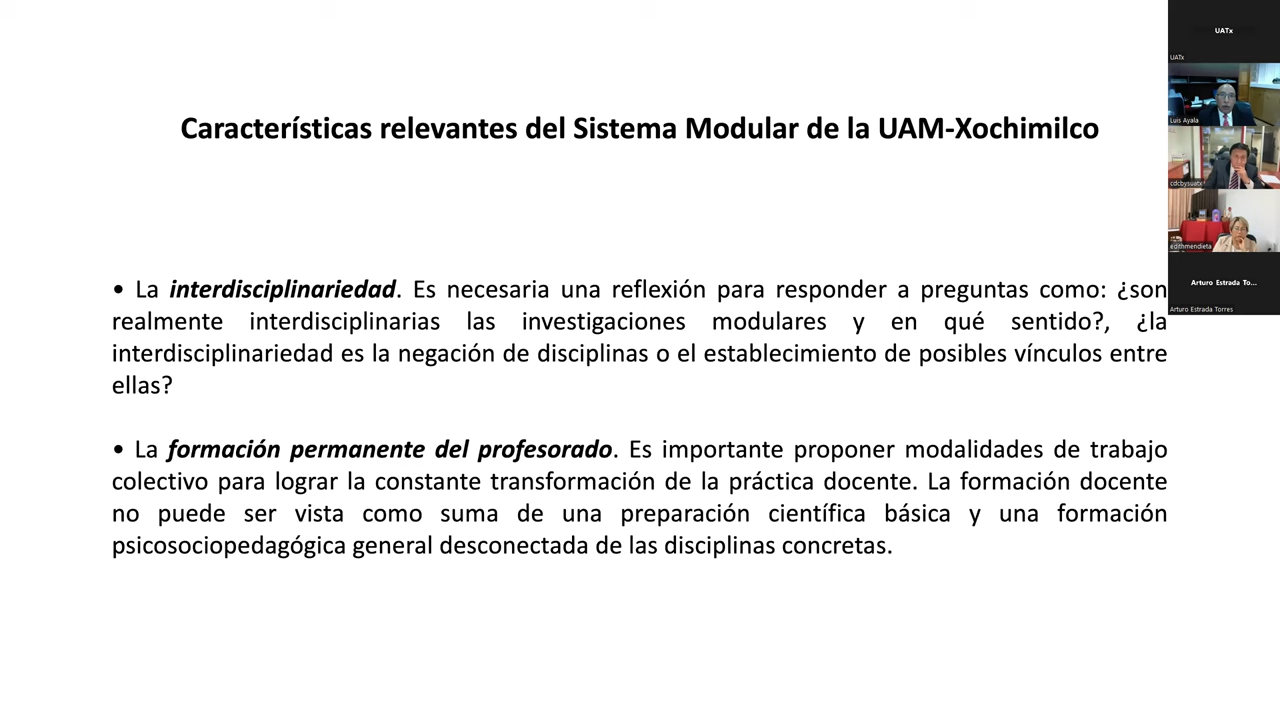 Características relevantes del Sistema Modular de la UAM-Xochimilco
• La interdisciplinariedad. Es necesaria una reflexión para responder a preguntas como: ¿son
realmente interdisciplinarias las investigaciones modulares y en qué sentido?, ¿la
interdisciplinariedad es la negación de disciplinas o el establecimiento de posibles vínculos entre
ellas?
• La formación permanente del profesorado. Es importante proponer modalidades de trabajo
colectivo para lograr la constante transformación de la práctica docente. La formación docente
no puede ser vista como suma de una preparación científica básica y una formación
psicosociopedagógica general desconectada de las disciplinas concretas.
UATx
UATx
Luis Ayala
cdcbysuatx
edithmendieta
Arturo Estrada To...
Arturo Estrada Torres